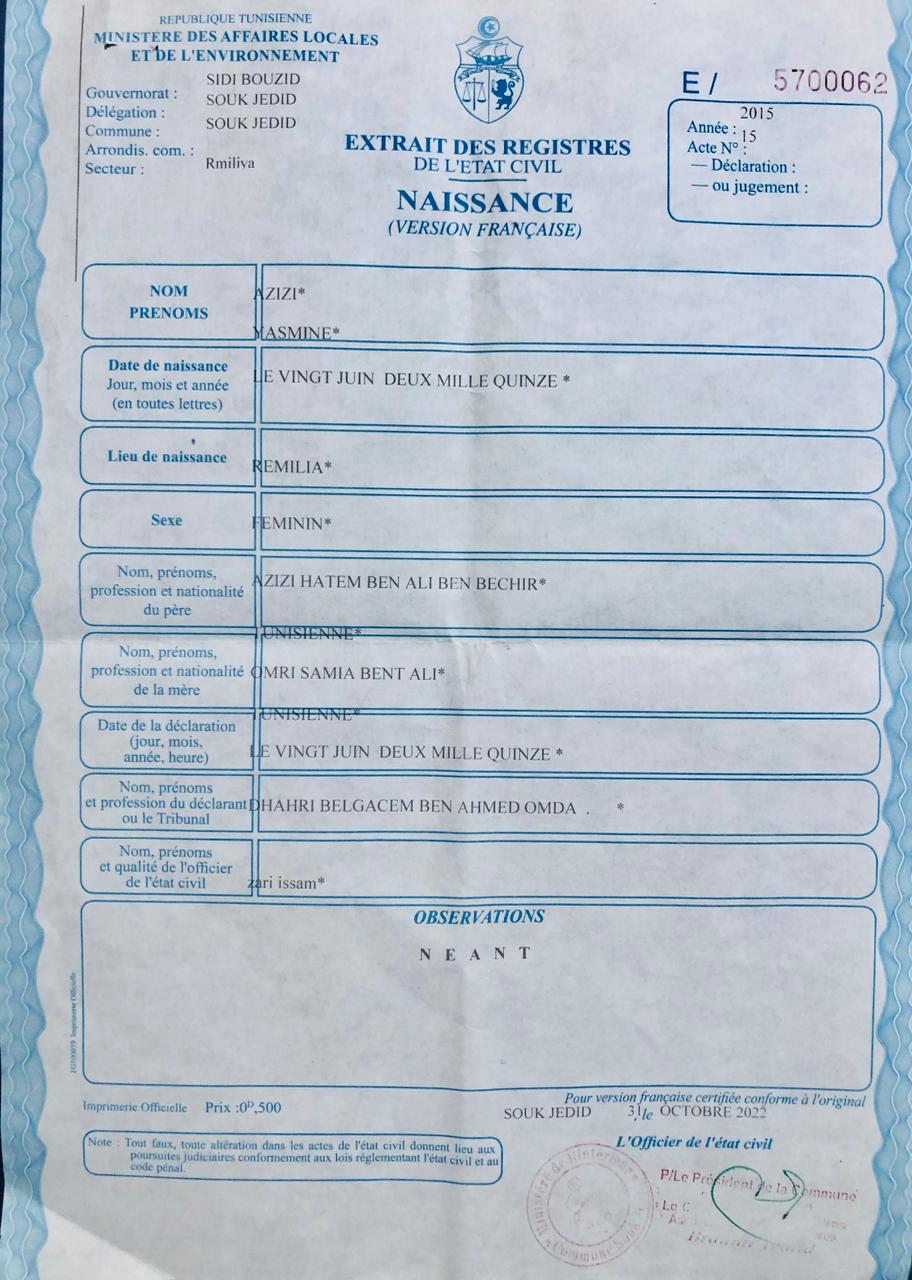 REPUBLIQUE TUNISIENNE
MINISTERE DES AFFAIRES LOCALES
ET DE L'ENVIRONNEMENT
Gouvernorat : SIDI BOUZID
Délégation : SOUK JEDID
Commune : SOUK JEDID
Arrondis. com. :
Secteur : Rmiliva
E / 5700062
2015
Année : 15
Acte N° :
— Déclaration :
— ou jugement :
EXTRAIT DES REGISTRES
DE L'ETAT CIVIL
NAISSANCE
(VERSION FRANÇAISE)
NOM
PRENOMS
AZIZI*
YASMINE*
Date de naissance
Jour, mois et année
(en toutes lettres)
LE VINGT JUIN DEUX MILLE QUINZE *
Lieu de naissance
REMILIA*
Sexe
FEMININ*
Nom, prénoms,
profession et nationalité
du père
AZIZI HATEM BEN ALI BEN BECHIR*
TUNISIENNE*
Nom, prénoms,
profession et nationalité
de la mère
OMRI SAMIA BENT ALI*
TUNISIENNE*
Date de la déclaration
(jour, mois,
année, heure)
LE VINGT JUIN DEUX MILLE QUINZE *
Nom, prénoms
et profession du déclarant
ou le Tribunal
DHAHRI BELGACEM BEN AHMED OMDA . *
Nom, prénoms
et qualité de l'officier
de l'état civil
zari issam*
OBSERVATIONS
N E A N T
Imprimerie Officielle
Imprimerie Officielle Prix :0ᴰ,500
Pour version française certifiée conforme à l'original
SOUK JEDID 31 le OCTOBRE 2022
Note : Tout faux, toute altération dans les actes de l'état civil donnent lieu aux
poursuites judiciaires conformement aux lois réglementant l'état civil et au
code pénal.
L'Officier de l'état civil
P/Le Président de la Commune
Ministère de l'Intérieur
Commune